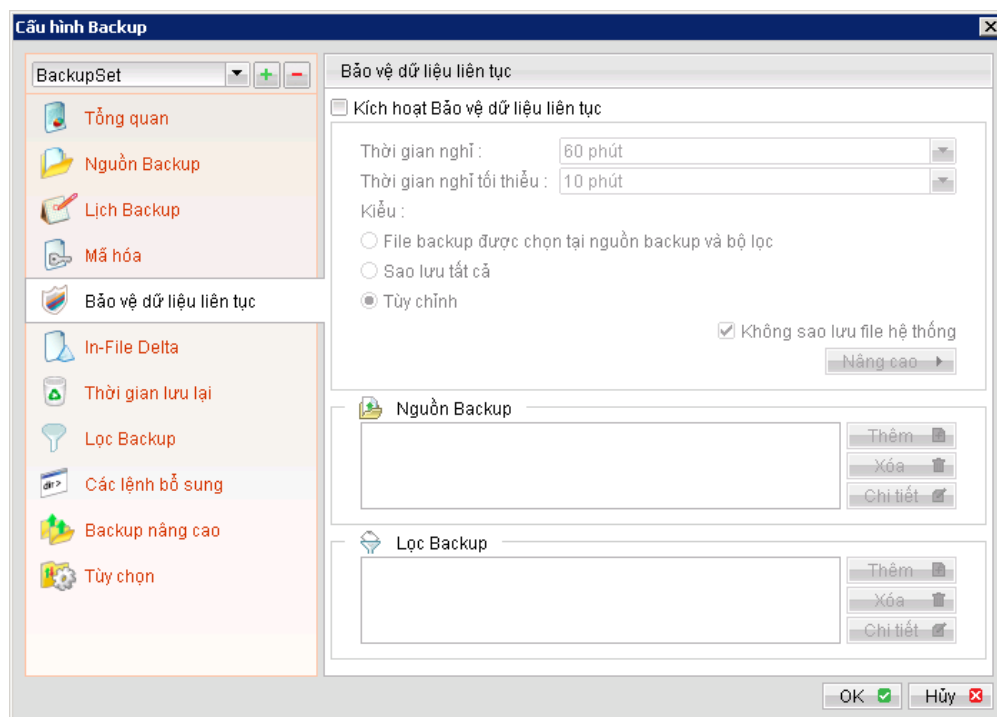 Cấu hình Backup
BackupSet
Tổng quan
Nguồn Backup
Lịch Backup
Mã hóa
Bảo vệ dữ liệu liên tục
In-File Delta
Thời gian lưu lại
Lọc Backup
dir>
Các lệnh bổ sung
Backup nâng cao
Tùy chọn
Bảo vệ dữ liệu liên tục
Kích hoạt Bảo vệ dữ liệu liên tục
Thời gian nghỉ : 60 phút
Thời gian nghỉ tối thiểu : 10 phút
Kiểu :
File backup được chọn tại nguồn backup và bộ lọc
Sao lưu tất cả
Tùy chỉnh
Không sao lưu file hệ thống
Nâng cao
Nguồn Backup
Thêm
Xóa
Chi tiết
Lọc Backup
Thêm
Xóa
Chi tiết
OK
Hủy